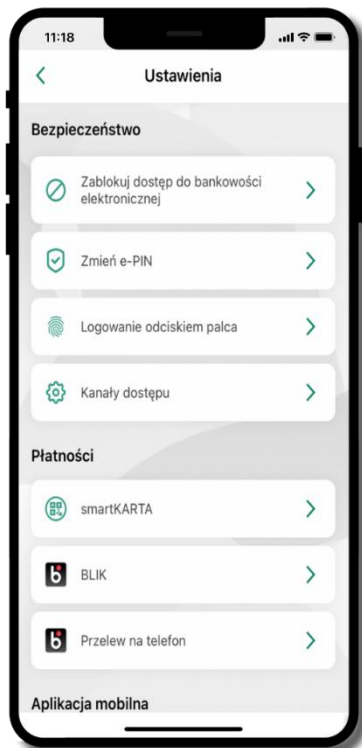 11:18
Ustawienia
Bezpieczeństwo
Zablokuj dostęp do bankowości
elektronicznej
Zmień e-PIN
Logowanie odciskiem palca
Kanały dostępu
Płatności
smartKARTA
BLIK
Przelew na telefon
Aplikacja mobilna